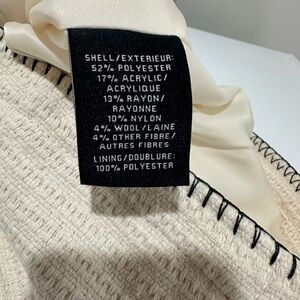 SHELL/EXTERIEUR:
52% POLYESTER
17% ACRYLIC/
ACRYLIQUE
13% RAYON/
RAYONNE
10% NYLON
4% WOOL/LAINE
4% OTHER FIBRE/
AUTRES FIBRES
LINING/DOUBLURE:
100% POLYESTER